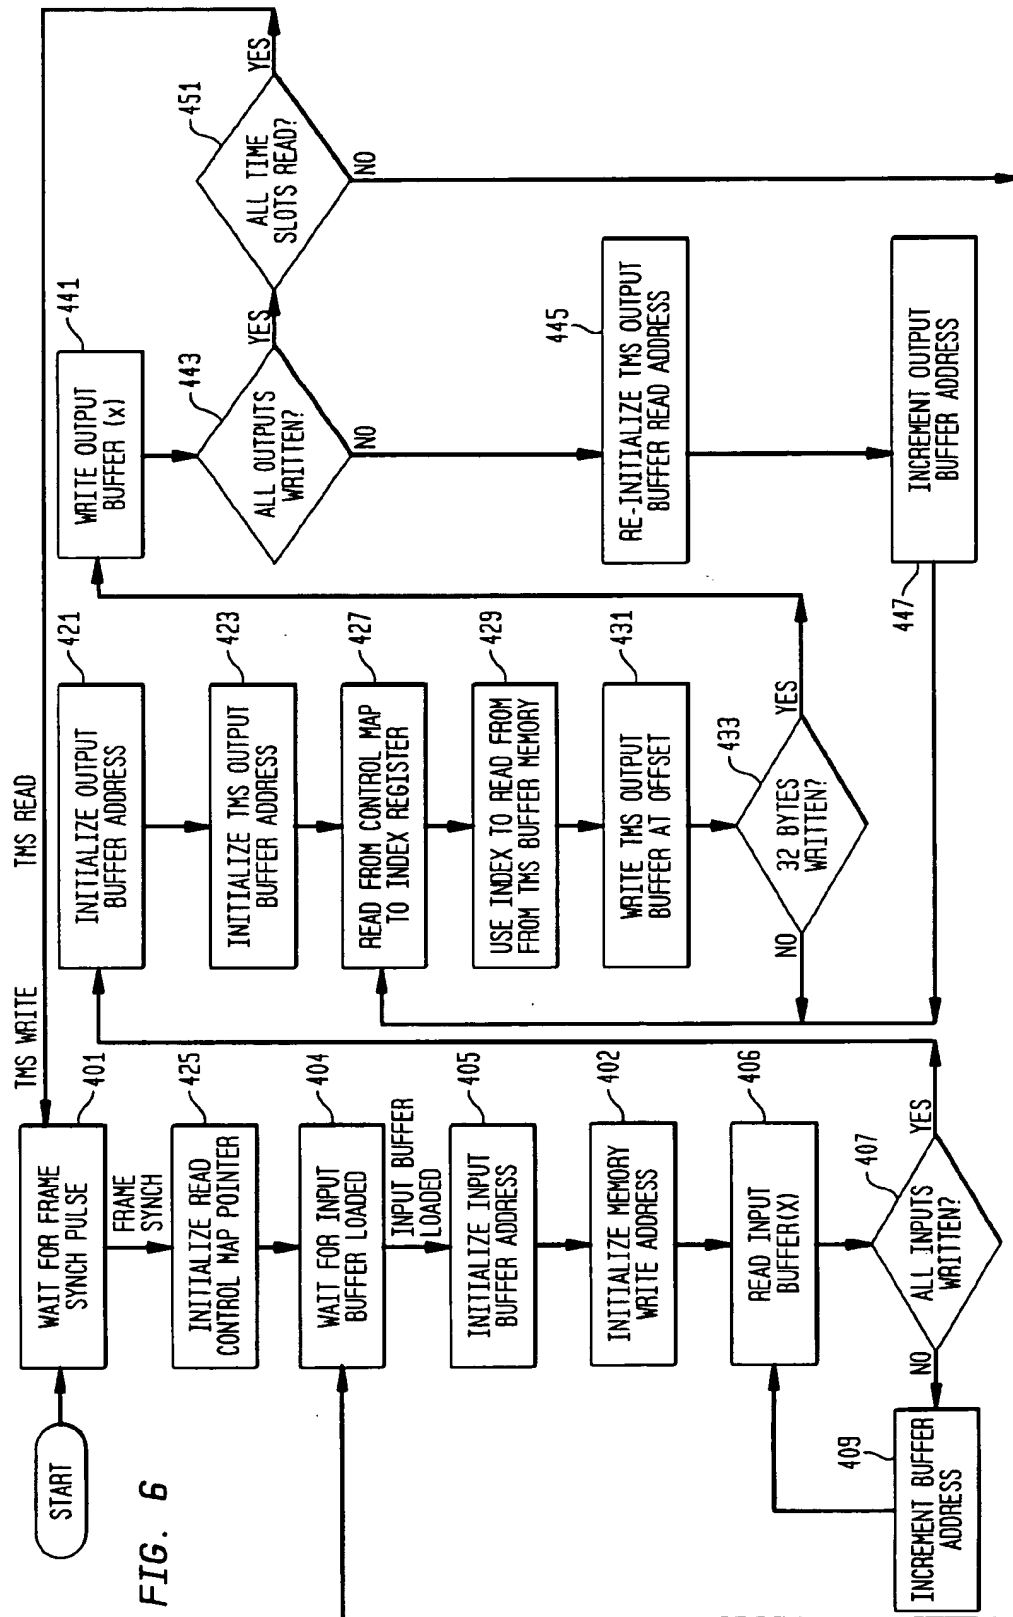 FIG. 6
START
WAIT FOR FRAME
SYNCH PULSE
401
FRAME
SYNCH
INITIALIZE READ
CONTROL MAP POINTER
425
WAIT FOR INPUT
BUFFER LOADED
404
INPUT BUFFER
LOADED
INITIALIZE INPUT
BUFFER ADDRESS
405
INITIALIZE MEMORY
WRITE ADDRESS
402
READ INPUT
BUFFER(X)
406
ALL INPUTS
WRITTEN?
407
NO
YES
INCREMENT BUFFER
ADDRESS
409
TMS WRITE
TMS READ
INITIALIZE OUTPUT
BUFFER ADDRESS
421
INITIALIZE TMS OUTPUT
BUFFER ADDRESS
423
READ FROM CONTROL MAP
TO INDEX REGISTER
427
USE INDEX TO READ FROM
FROM TMS BUFFER MEMORY
429
WRITE TMS OUTPUT
BUFFER AT OFFSET
431
32 BYTES
WRITTEN?
433
NO
YES
WRITE OUTPUT
BUFFER (x)
441
ALL OUTPUTS
WRITTEN?
443
YES
NO
RE-INITIALIZE TMS OUTPUT
BUFFER READ ADDRESS
445
INCREMENT OUTPUT
BUFFER ADDRESS
447
ALL TIME
SLOTS READ?
451
YES
NO